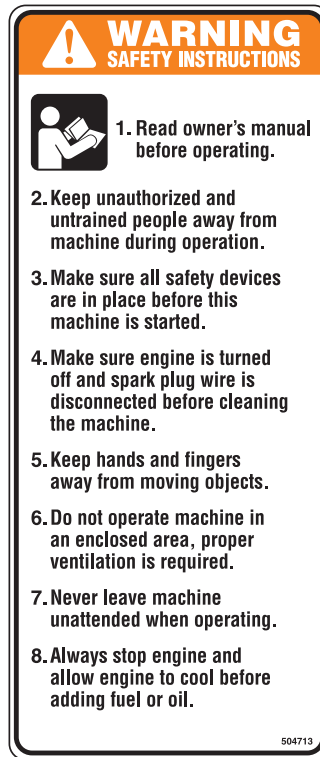 WARNING
SAFETY INSTRUCTIONS
1. Read owner's manual
before operating.
2. Keep unauthorized and
untrained people away from
machine during operation.
3. Make sure all safety devices
are in place before this
machine is started.
4. Make sure engine is turned
off and spark plug wire is
disconnected before cleaning
the machine.
5. Keep hands and fingers
away from moving objects.
6. Do not operate machine in
an enclosed area, proper
ventilation is required.
7. Never leave machine
unattended when operating.
8. Always stop engine and
allow engine to cool before
adding fuel or oil.
504713